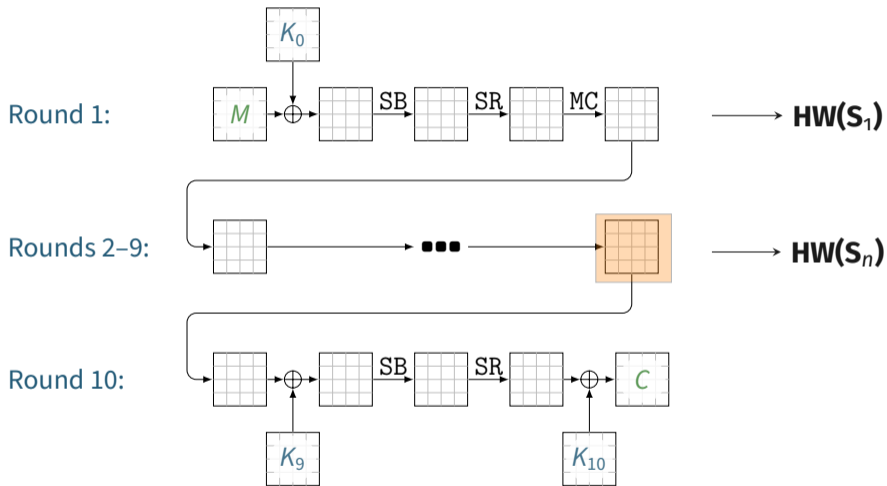 K₀
Round 1: M SB SR MC HW(S₁)
Rounds 2–9: HW(Sₙ)
Round 10: SB SR C
K₉ K₁₀